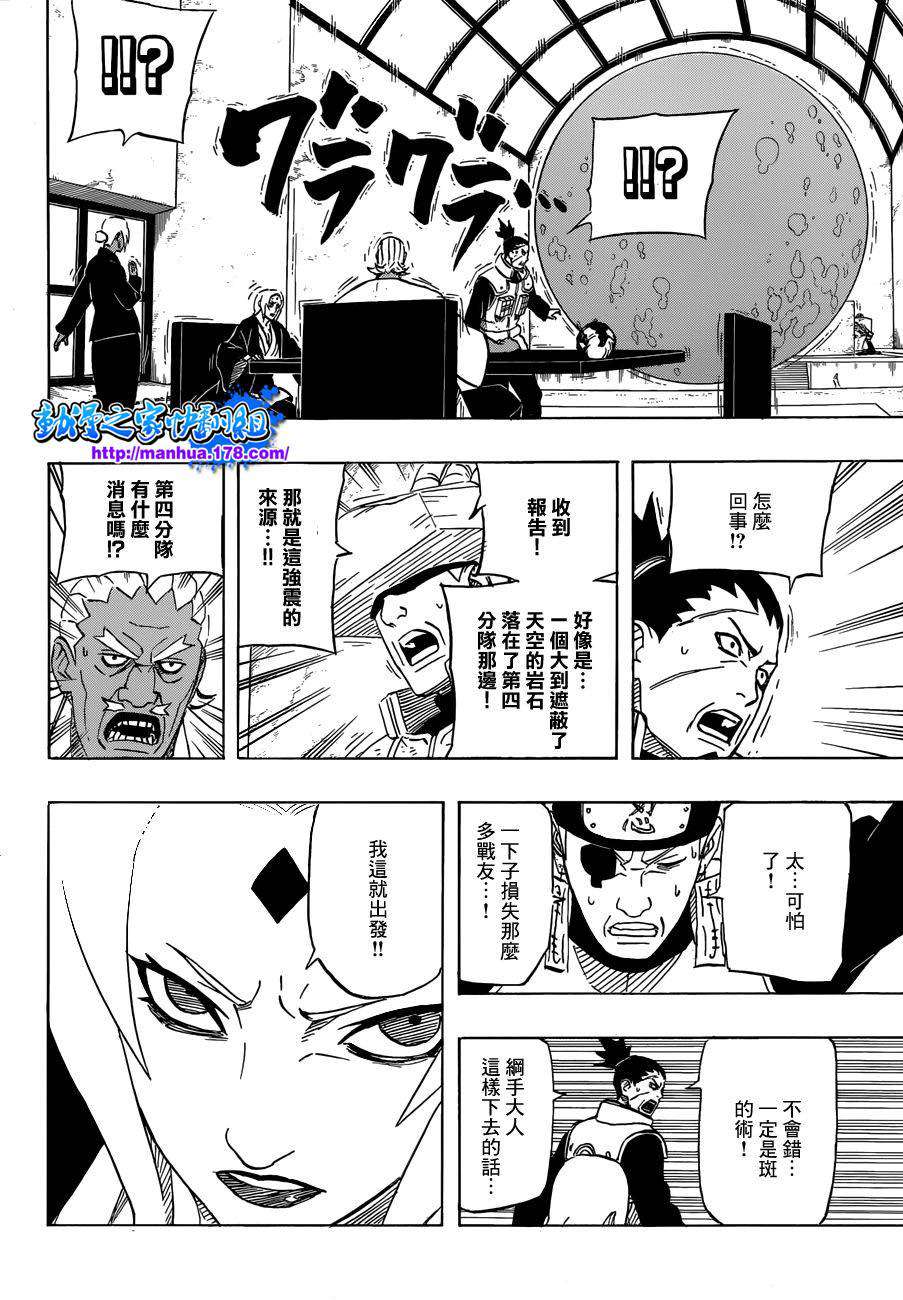 !!?
グラグラ…
!!?
動漫之家快翻組
http://manhua.178.com/
怎麼
回事!?
收到
報告！
好像是…
一個大到遮蔽了
天空的岩石
落在了第四
分隊那邊！
那就是這強震的
來源…!!
第四分隊
有什麼
消息嗎!?
太…可怕
了！
一下子損失那麼
多戰友…！
不會錯…
一定是斑
的術！
綱手大人
這樣下去的話…
我這就出發!!